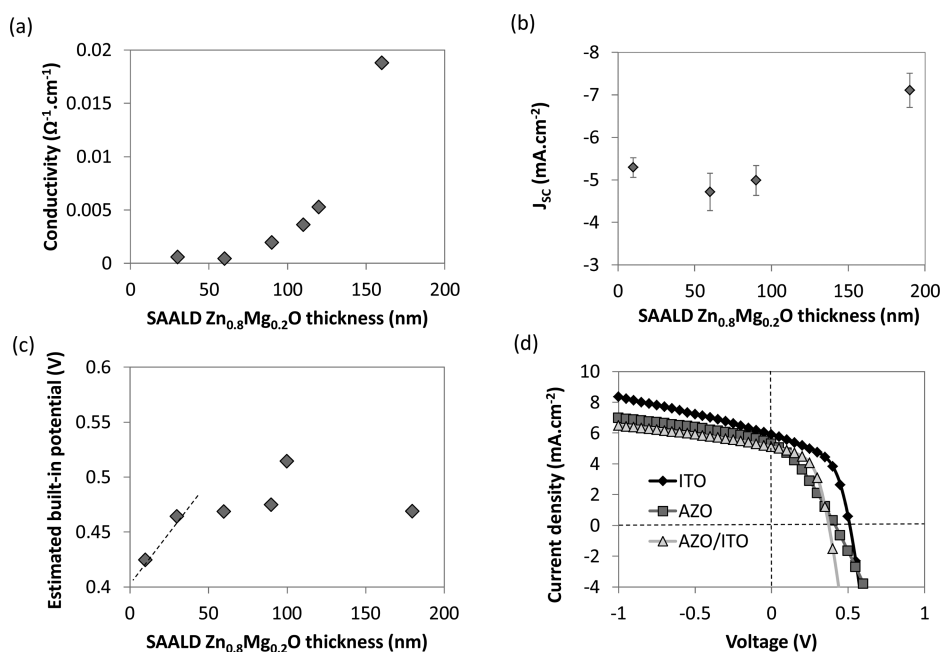 (a)
Conductivity (Ω⁻¹.cm⁻¹)
0.02
0.015
0.01
0.005
0
0 50 100 150 200
SAALD Zn₀.₈Mg₀.₂O thickness (nm)
(b)
J_SC (mA.cm⁻²)
-8
-7
-6
-5
-4
-3
0 50 100 150 200
SAALD Zn₀.₈Mg₀.₂O thickness (nm)
(c)
Estimated built-in potential (V)
0.6
0.55
0.5
0.45
0.4
0 50 100 150 200
SAALD Zn₀.₈Mg₀.₂O thickness (nm)
(d)
Current density (mA.cm⁻²)
10
8
6
4
2
0
-2
-4
ITO
AZO
AZO/ITO
-1 -0.5 0 0.5 1
Voltage (V)